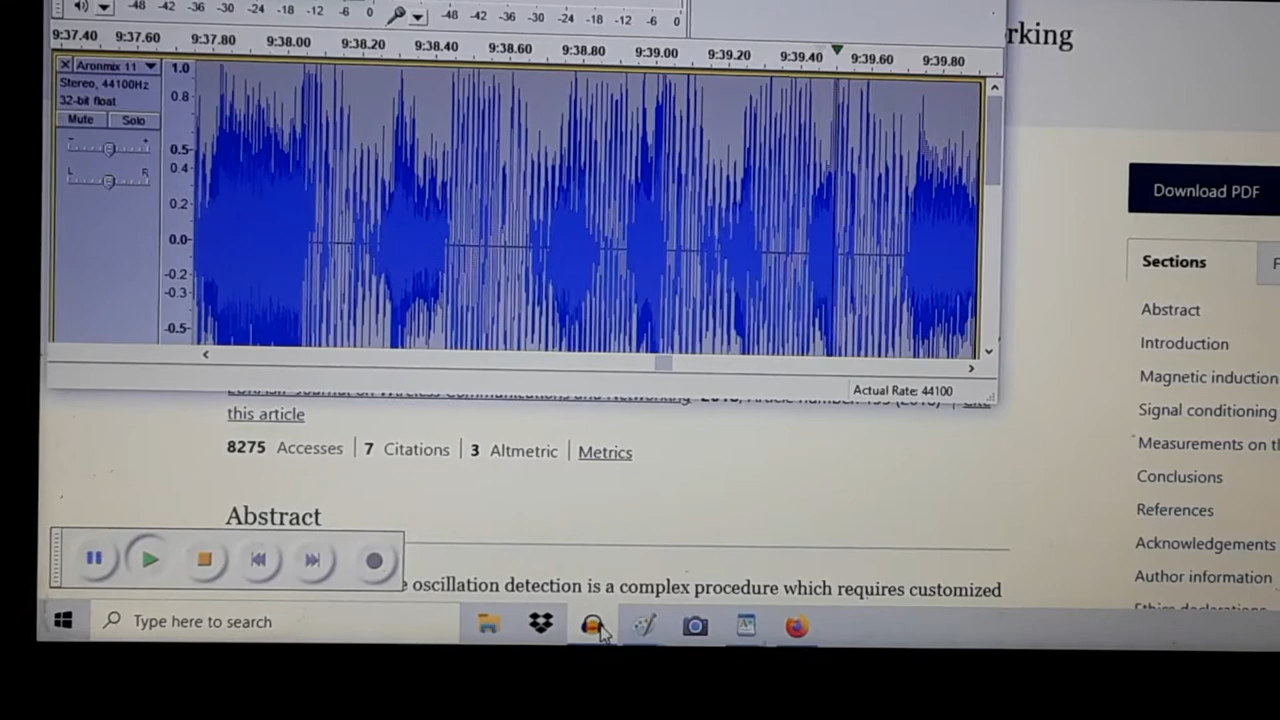 -48 -42 -36 -30 -24 -18 -12 -6 0 -48 -42 -36 -30 -24 -18 -12 -6 0
rking
9:37.40 9:37.60 9:37.80 9:38.00 9:38.20 9:38.40 9:38.60 9:38.80 9:39.00 9:39.20 9:39.40 9:39.60 9:39.80
Aronmix 11
Stereo, 44100Hz
32-bit float
Mute Solo
- +
L R
1.0
0.8
0.5
0.4
0.2
0.0
-0.2
-0.3
-0.5
Actual Rate: 44100
this article
8275 Accesses | 7 Citations | 3 Altmetric | Metrics
Abstract
oscillation detection is a complex procedure which requires customized
Download PDF
Sections F
Abstract
Introduction
Magnetic induction
Signal conditioning
Measurements on t
Conclusions
References
Acknowledgements
Author information
Type here to search